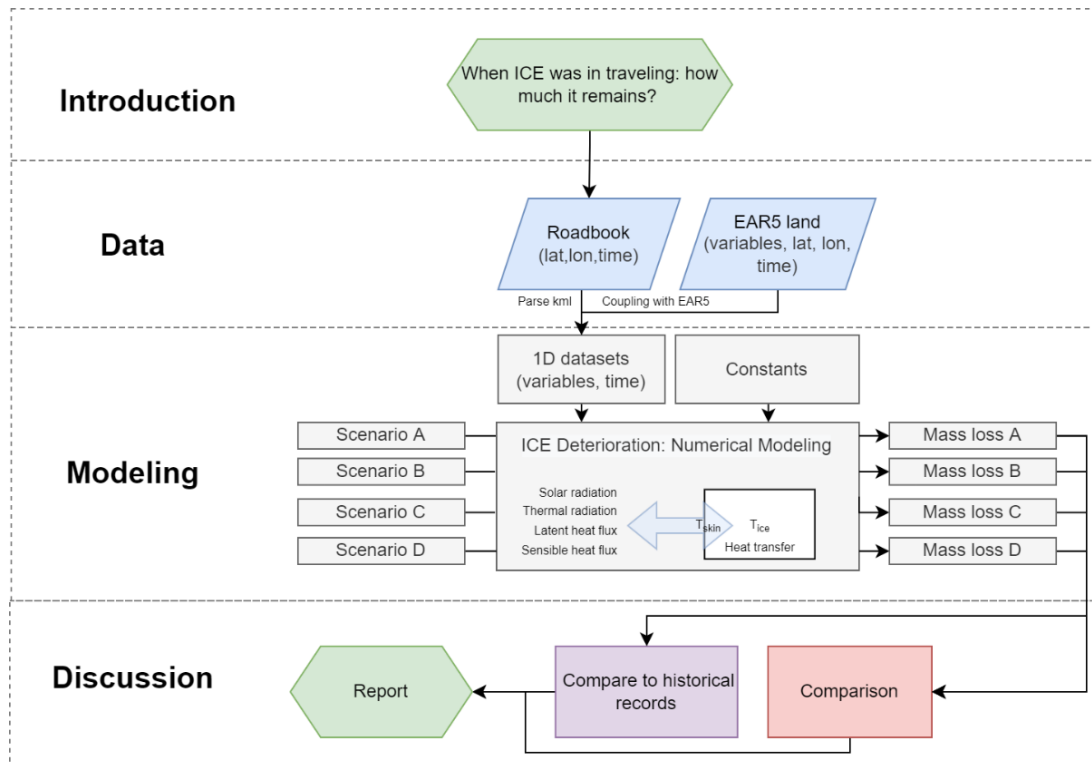 Introduction
When ICE was in traveling: how
much it remains?
Data
Roadbook
(lat,lon,time)
EAR5 land
(variables, lat, lon,
time)
Parse kml
Coupling with EAR5
Modeling
1D datasets
(variables, time)
Constants
Scenario A
Scenario B
Scenario C
Scenario D
ICE Deterioration: Numerical Modeling
Solar radiation
Thermal radiation
Latent heat flux
Sensible heat flux
Tskin
Tice
Heat transfer
Mass loss A
Mass loss B
Mass loss C
Mass loss D
Discussion
Report
Compare to historical
records
Comparison